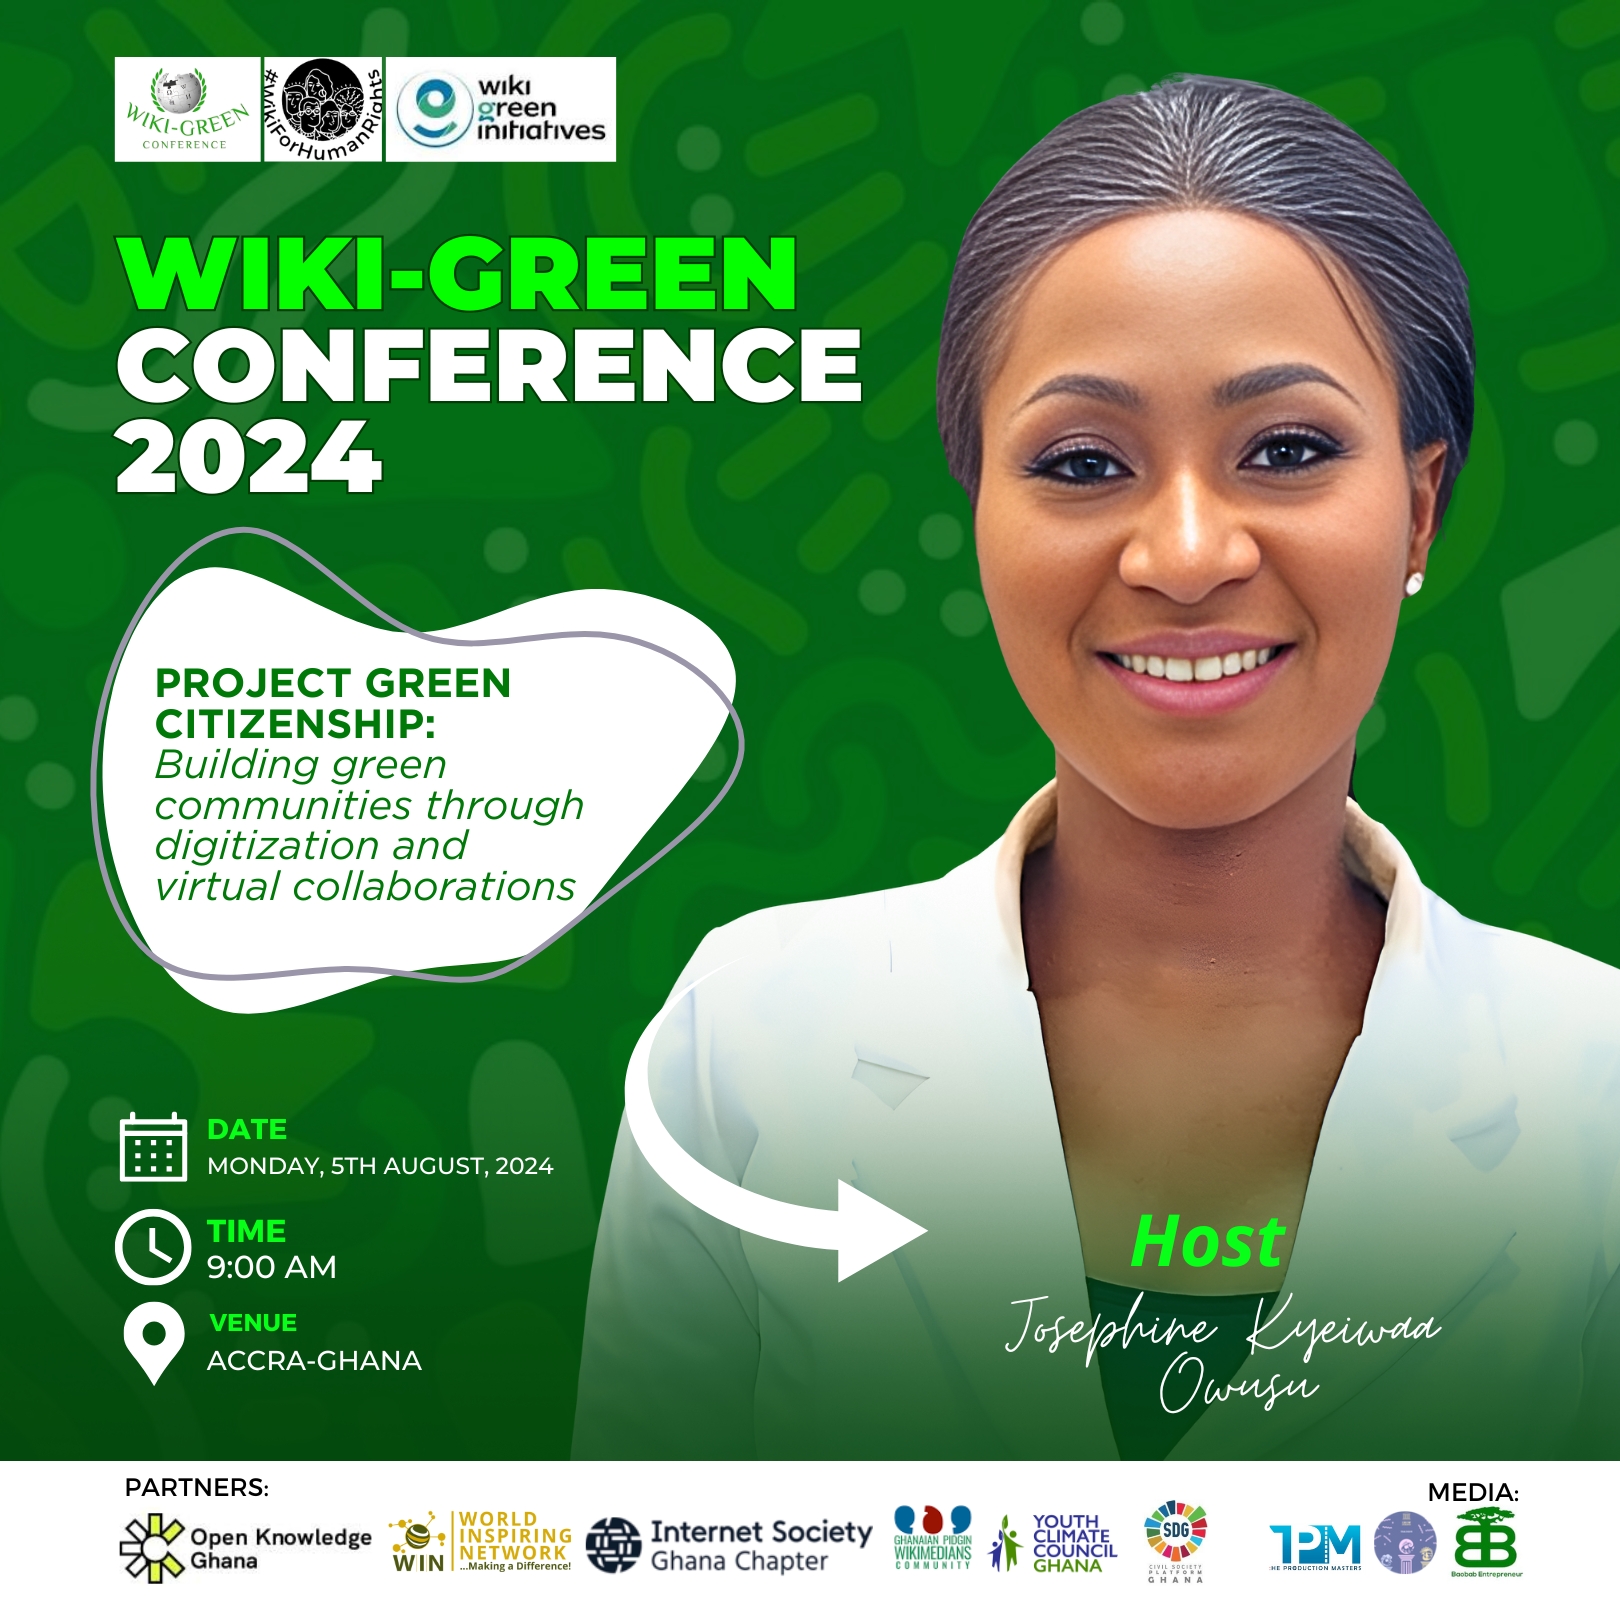 WIKI-GREEN
CONFERENCE
#WikiForHumanRights
wiki
green
initiatives
WIKI-GREEN
CONFERENCE
2024
PROJECT GREEN
CITIZENSHIP:
Building green
communities through
digitization and
virtual collaborations
DATE
MONDAY, 5TH AUGUST, 2024
TIME
9:00 AM
VENUE
ACCRA-GHANA
Host
Josephine Kyeiwaa
Owusu
PARTNERS:
Open Knowledge
Ghana
WIN
WORLD
INSPIRING
NETWORK
...Making a Difference!
Internet Society
Ghana Chapter
GHANAIAN PIDGIN
WIKIMEDIANS
COMMUNITY
YOUTH
CLIMATE
COUNCIL
GHANA
SDG
CIVIL SOCIETY
PLATFORM
GHANA
MEDIA:
TPM
THE PRODUCTION MASTERS
BB
Baobab Entrepreneur